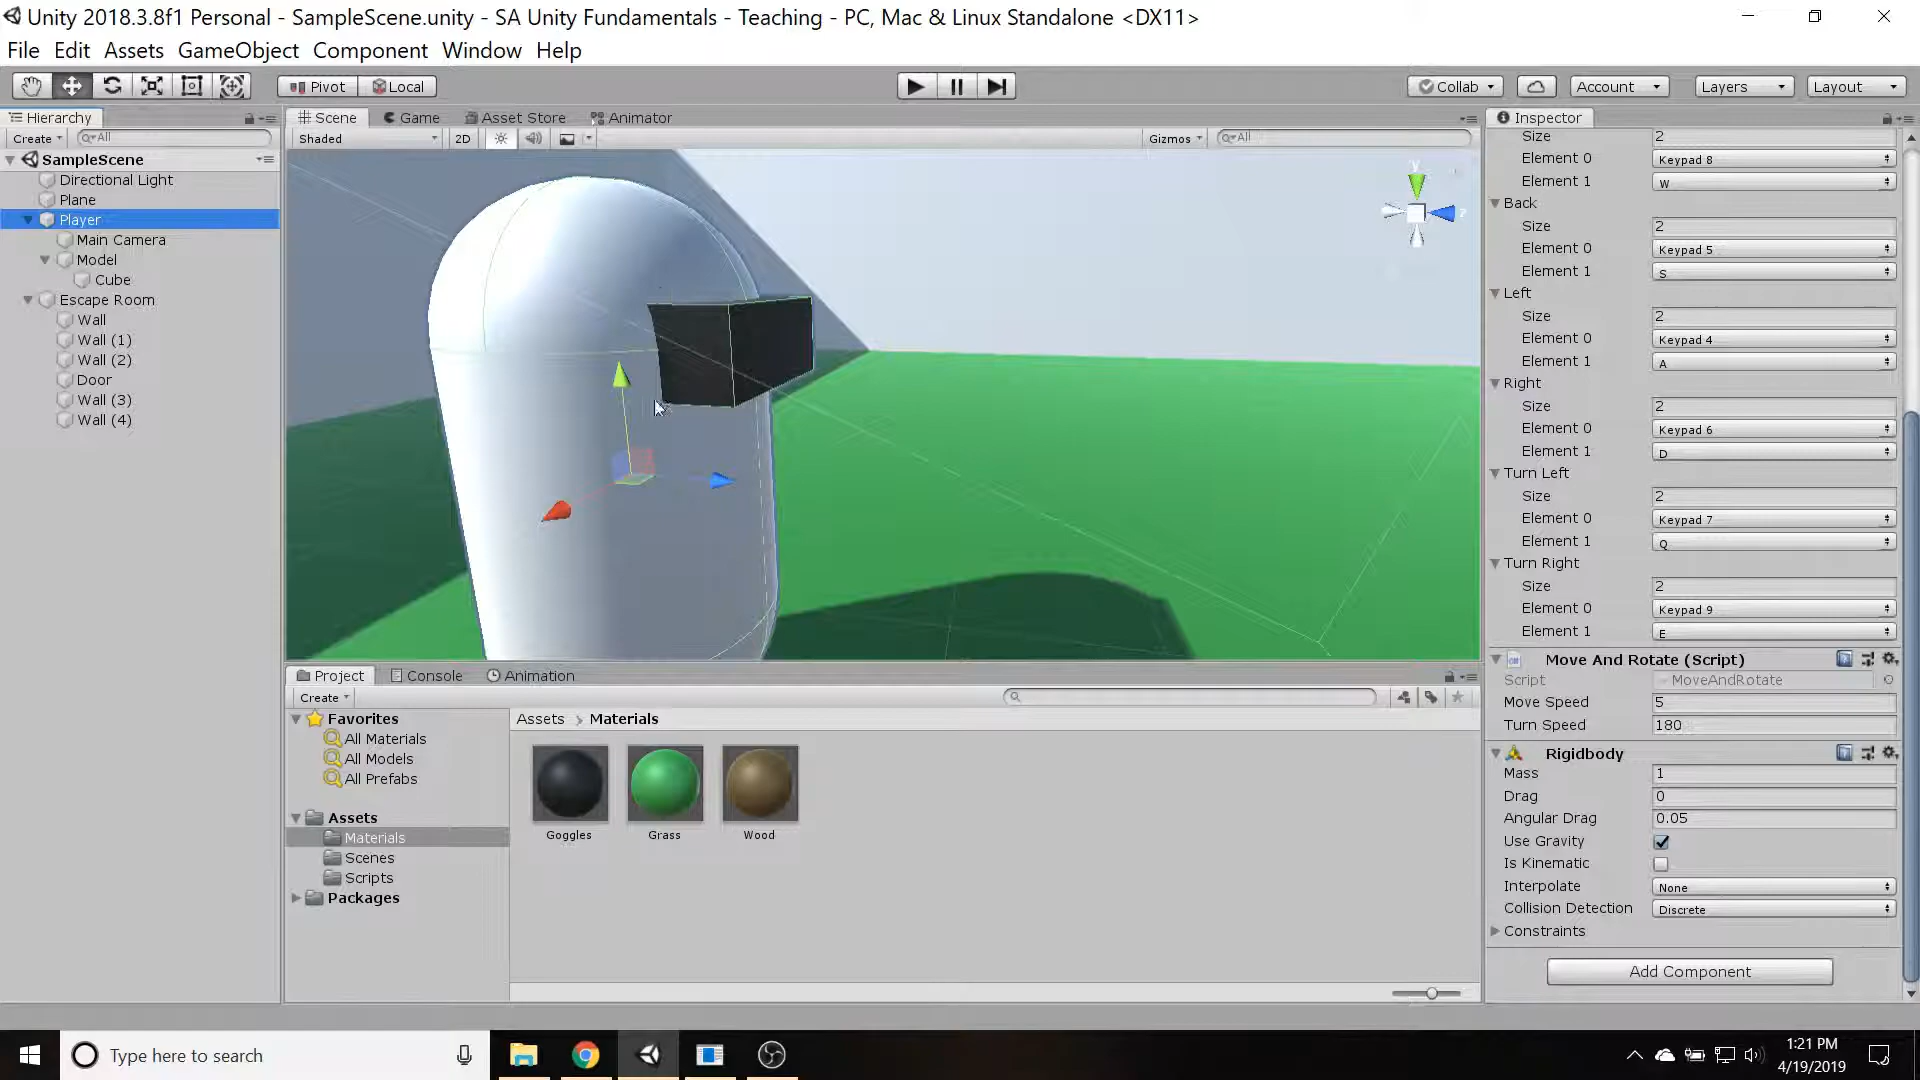 Unity 2018.3.8f1 Personal - SampleScene.unity - SA Unity Fundamentals - Teaching - PC, Mac & Linux Standalone <DX11>
File Edit Assets GameObject Component Window Help
Pivot Local Collab Account Layers Layout
Hierarchy
Create All
SampleScene
Directional Light
Plane
Player
Main Camera
Model
Cube
Escape Room
Wall
Wall (1)
Wall (2)
Door
Wall (3)
Wall (4)
Scene Game Asset Store Animator
Shaded 2D Gizmos All
y
z
Project Console Animation
Create
Favorites
All Materials
All Models
All Prefabs
Assets
Materials
Scenes
Scripts
Packages
Assets > Materials
Goggles Grass Wood
Inspector
Size 2
Element 0 Keypad 8
Element 1 W
Back
Size 2
Element 0 Keypad 5
Element 1 S
Left
Size 2
Element 0 Keypad 4
Element 1 A
Right
Size 2
Element 0 Keypad 6
Element 1 D
Turn Left
Size 2
Element 0 Keypad 7
Element 1 Q
Turn Right
Size 2
Element 0 Keypad 9
Element 1 E
Move And Rotate (Script)
Script MoveAndRotate
Move Speed 5
Turn Speed 180
Rigidbody
Mass 1
Drag 0
Angular Drag 0.05
Use Gravity
Is Kinematic
Interpolate None
Collision Detection Discrete
Constraints
Add Component
Type here to search
1:21 PM
4/19/2019